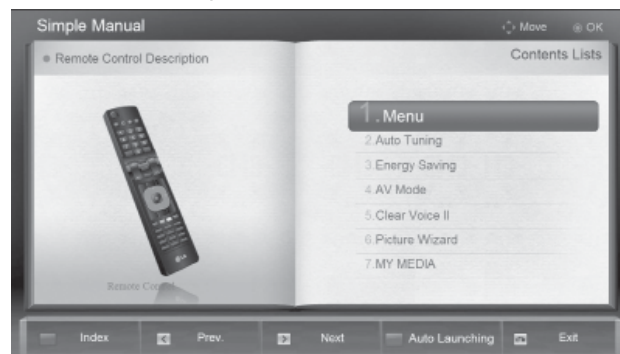 Simple Manual
Move
OK
Remote Control Description
Contents Lists
1. Menu
2. Auto Tuning
3. Energy Saving
4. AV Mode
5. Clear Voice II
6. Picture Wizard
7. MY MEDIA
LG
Remote Control
Index
Prev.
Next
Auto Launching
Exit